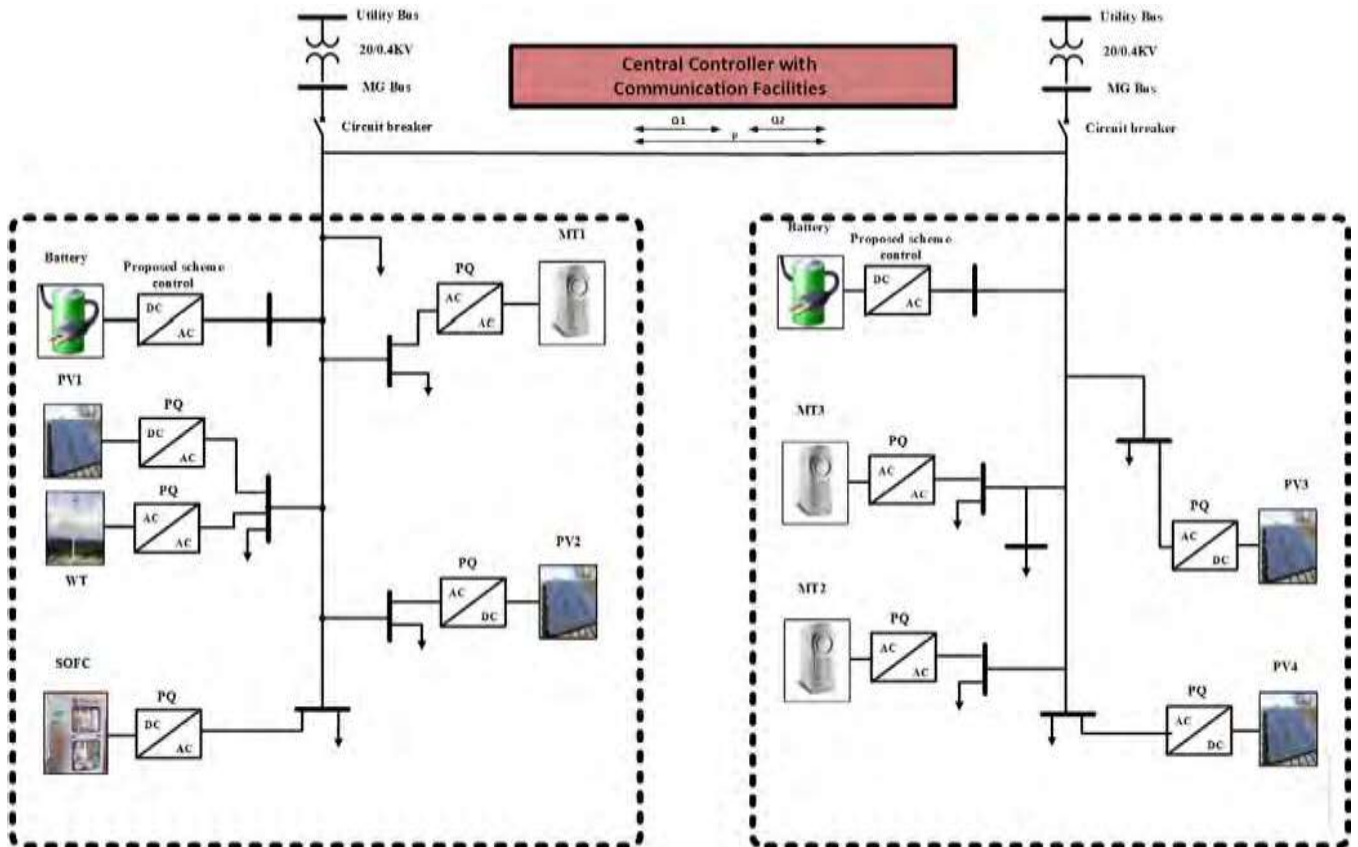 Utility Bus
20/0.4KV
MG Bus
Circuit breaker
Central Controller with
Communication Facilities
Q1
Q2
P
Utility Bus
20/0.4KV
MG Bus
Circuit breaker
Battery
Proposed scheme
control
DC
AC
PQ
AC
AC
MT1
PV1
PQ
DC
AC
PQ
AC
AC
WT
PQ
AC
DC
PV2
SOFC
PQ
DC
AC
Battery
Proposed scheme
control
DC
AC
MT3
PQ
AC
AC
PQ
AC
DC
PV3
MT2
PQ
AC
AC
PQ
AC
DC
PV4